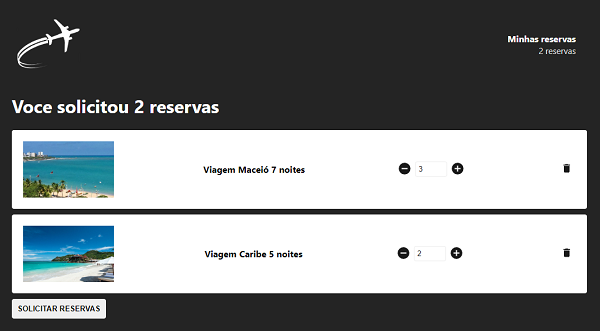 Minhas reservas
2 reservas
Voce solicitou 2 reservas
Viagem Maceió 7 noites
3
Viagem Caribe 5 noites
2
SOLICITAR RESERVAS